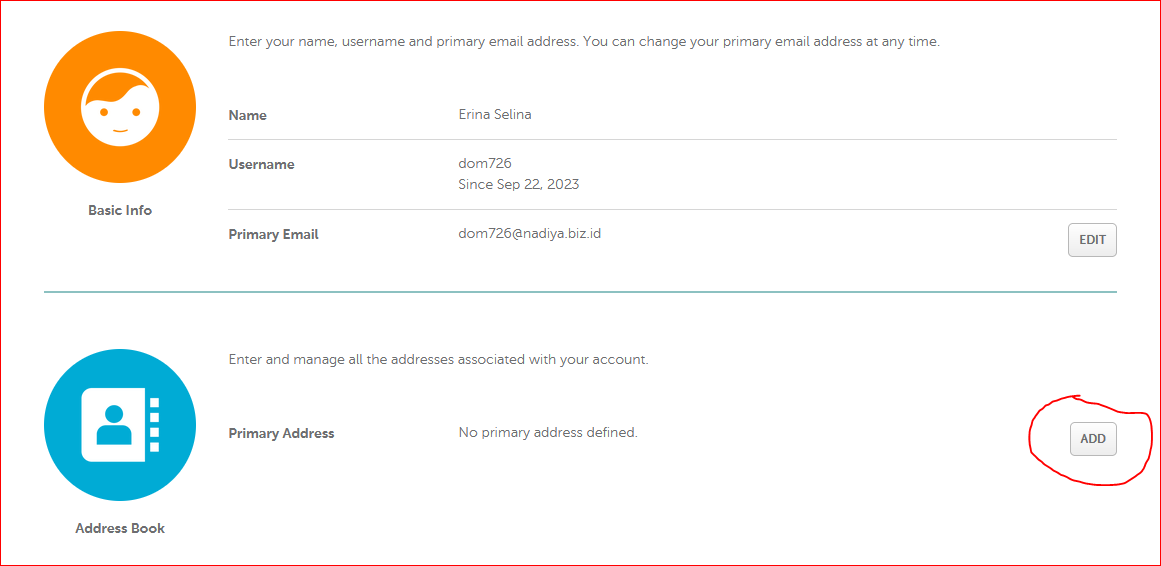 Enter your name, username and primary email address. You can change your primary email address at any time.
Name
Erina Selina
Username
dom726
Since Sep 22, 2023
Basic Info
Primary Email
dom726@nadiya.biz.id
EDIT
Enter and manage all the addresses associated with your account.
Primary Address
No primary address defined.
ADD
Address Book